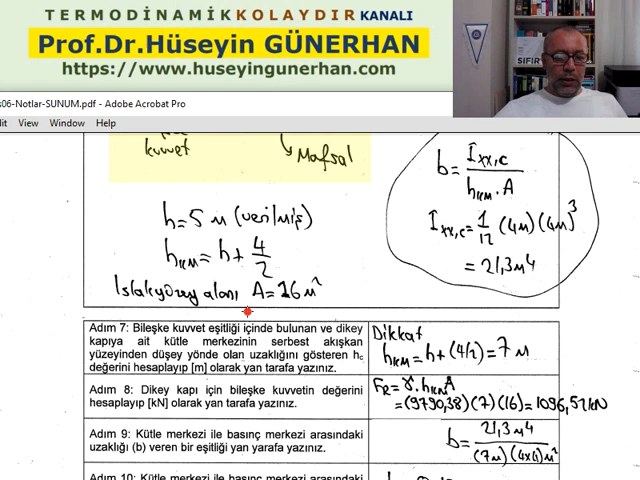 TERMODİNAMİKKOLAYDIR KANALI
Prof.Dr.Hüseyin GÜNERHAN
https://www.huseyingunerhan.com
SIFIR
s06-Notlar-SUNUM.pdf - Adobe Acrobat Pro
dit View Window Help
kuvvet
Mafsal
b = Ixx,c / hKM . A
Ixx,c = 1/12 (4m)(4m)³
= 21,3 m⁴
h = 5 m (verilmiş)
hKM = h + 4/2
Islak yüzey alanı A = 16 m²
Adım 7: Bileşke kuvvet eşitliği içinde bulunan ve dikey
kapıya ait kütle merkezinin serbest akışkan
yüzeyinden düşey yönde olan uzaklığını gösteren hc
değerini hesaplayıp [m] olarak yan tarafa yazınız.
Dikkat
hKM = h + (4/2) = 7 m
Adım 8: Dikey kapı için bileşke kuvvetin değerini
hesaplayıp [kN] olarak yan tarafa yazınız.
FR = γ . hKM A
= (9790,38)(7)(16) = 1096,52 kN
Adım 9: Kütle merkezi ile basınç merkezi arasındaki
uzaklığı (b) veren bir eşitliği yan yarafa yazınız.
b = 21,3 m⁴ / (7m)(4x4)m²
Adım 10: Kütle merkezi ile basınç merkezi arasındaki